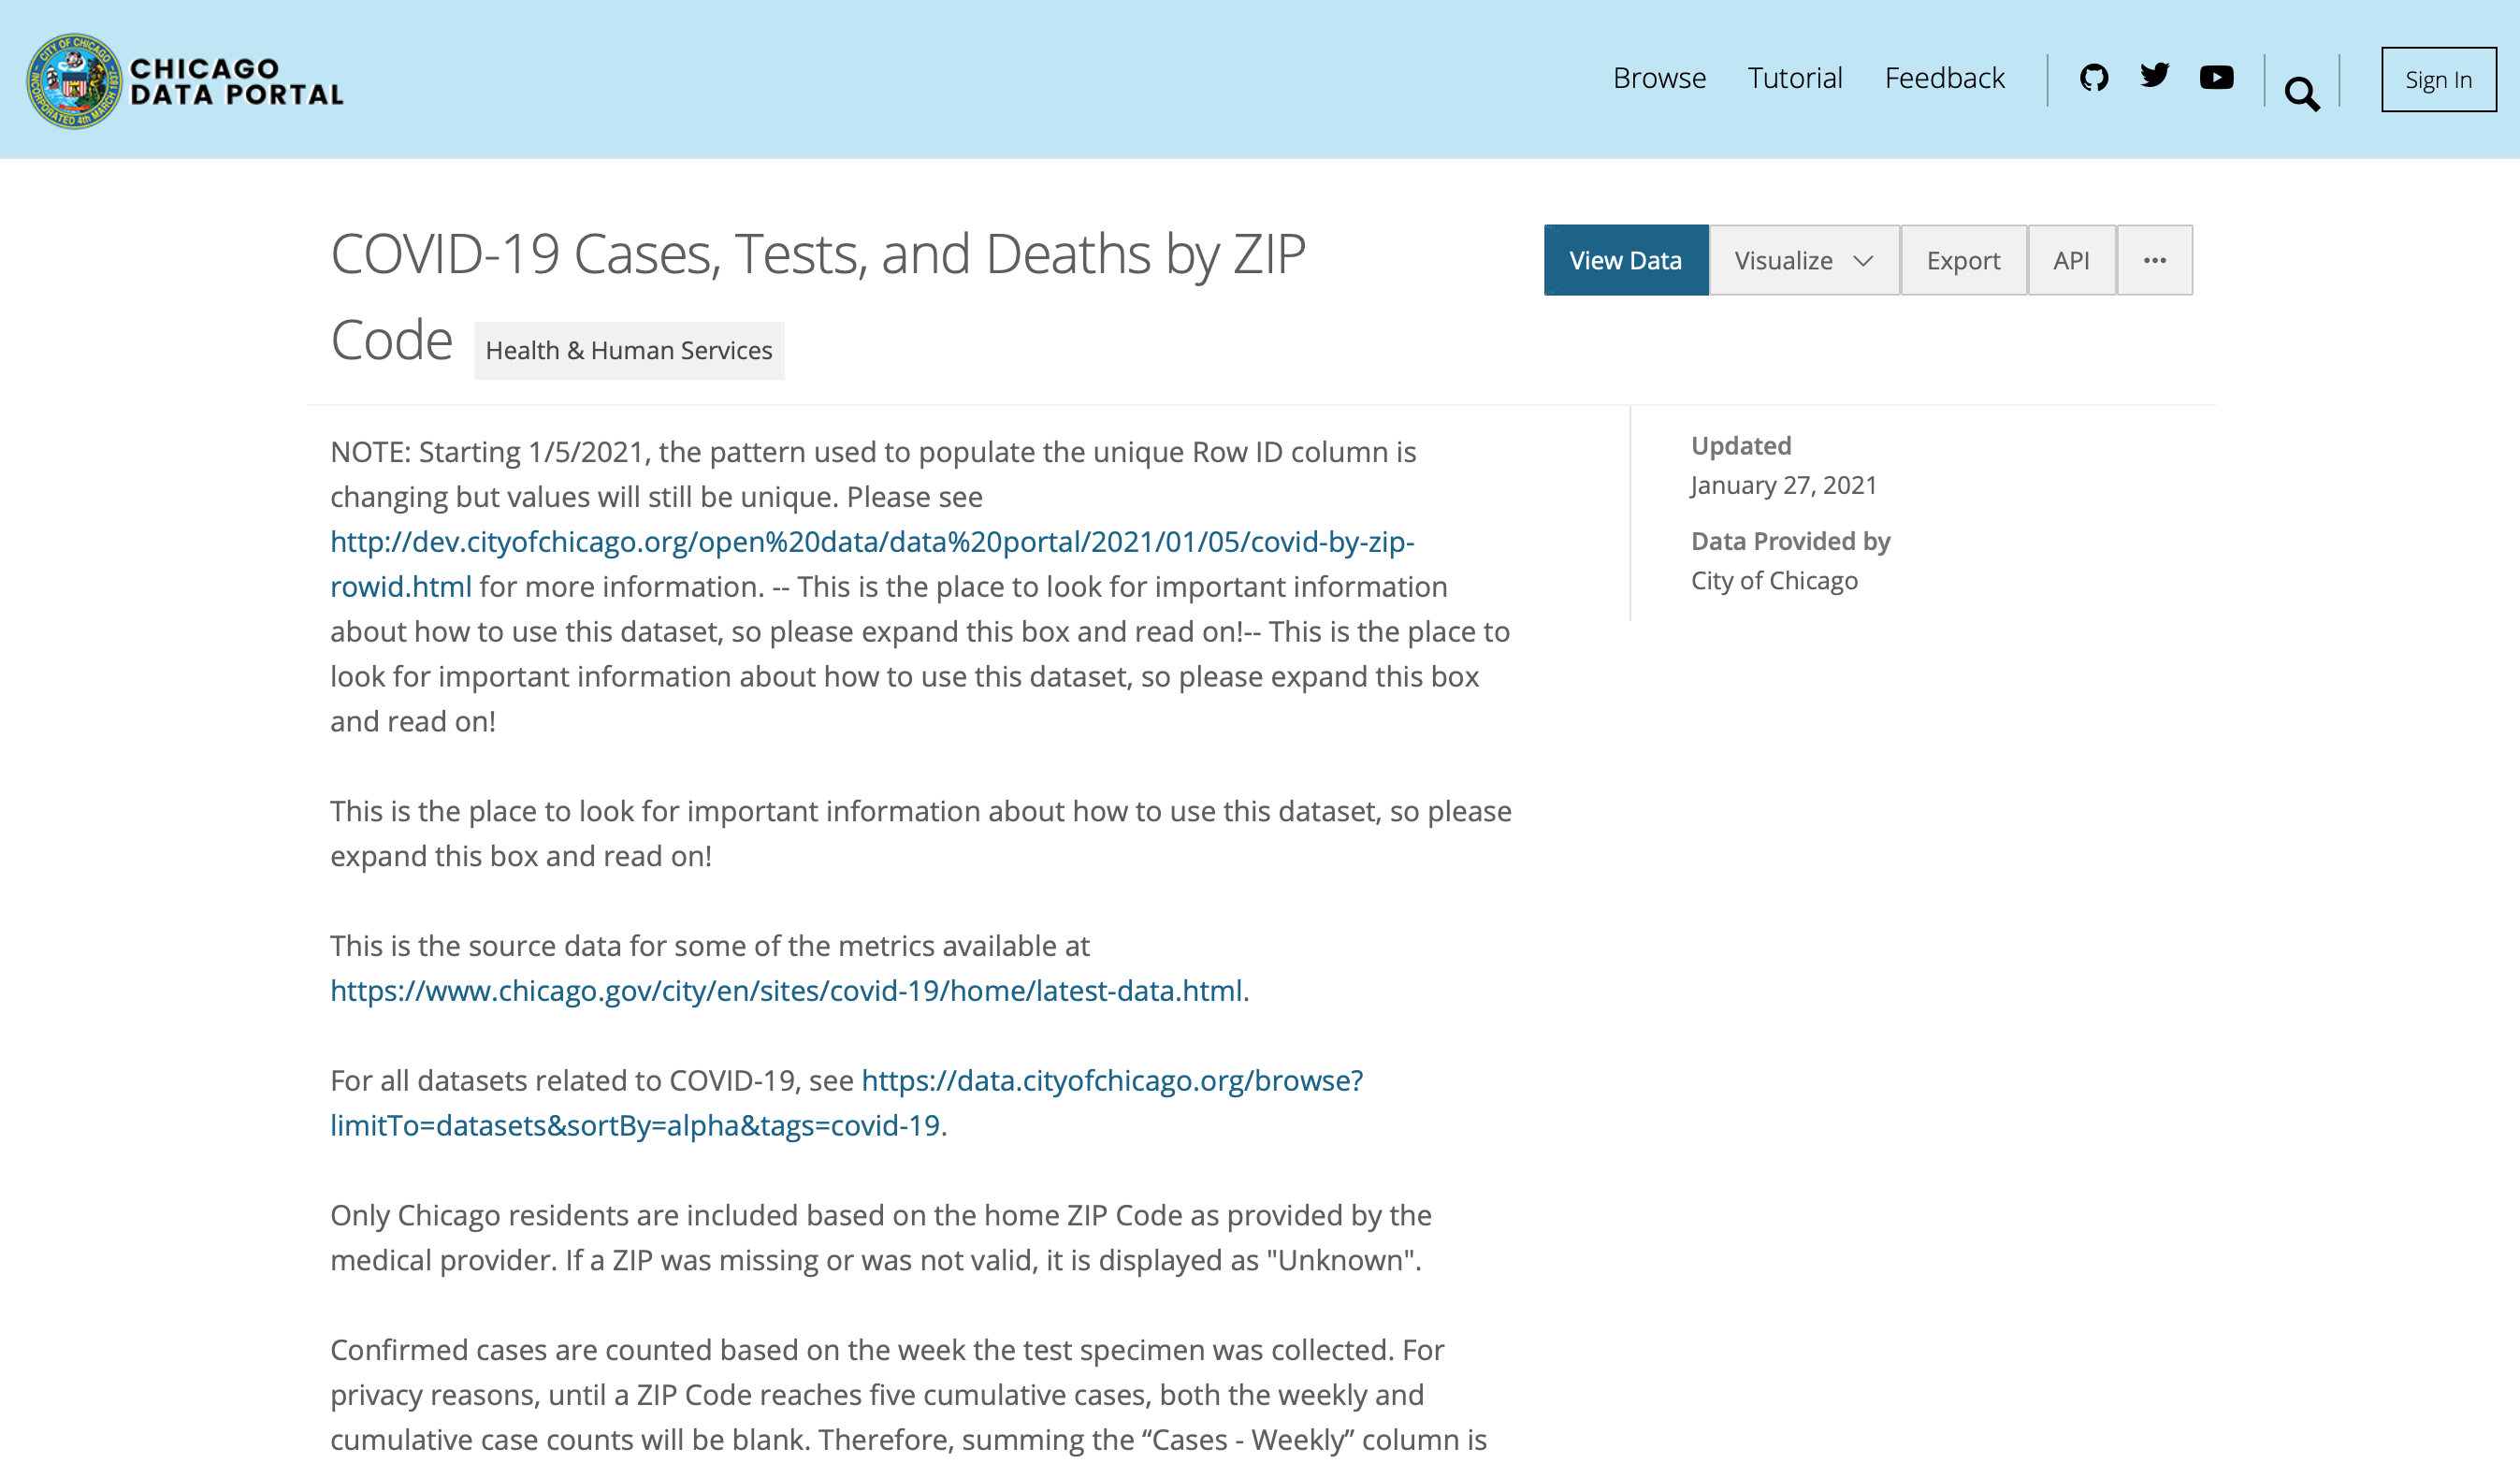 CITY OF CHICAGO
INCORPORATED 4th MARCH 1837
CHICAGO
DATA PORTAL
Browse
Tutorial
Feedback
Sign In
COVID-19 Cases, Tests, and Deaths by ZIP
Code
Health & Human Services
View Data
Visualize
Export
API
NOTE: Starting 1/5/2021, the pattern used to populate the unique Row ID column is
changing but values will still be unique. Please see
http://dev.cityofchicago.org/open%20data/data%20portal/2021/01/05/covid-by-zip-
rowid.html for more information. -- This is the place to look for important information
about how to use this dataset, so please expand this box and read on!-- This is the place to
look for important information about how to use this dataset, so please expand this box
and read on!
This is the place to look for important information about how to use this dataset, so please
expand this box and read on!
This is the source data for some of the metrics available at
https://www.chicago.gov/city/en/sites/covid-19/home/latest-data.html.
For all datasets related to COVID-19, see https://data.cityofchicago.org/browse?
limitTo=datasets&sortBy=alpha&tags=covid-19.
Only Chicago residents are included based on the home ZIP Code as provided by the
medical provider. If a ZIP was missing or was not valid, it is displayed as "Unknown".
Confirmed cases are counted based on the week the test specimen was collected. For
privacy reasons, until a ZIP Code reaches five cumulative cases, both the weekly and
cumulative case counts will be blank. Therefore, summing the “Cases - Weekly” column is
Updated
January 27, 2021
Data Provided by
City of Chicago